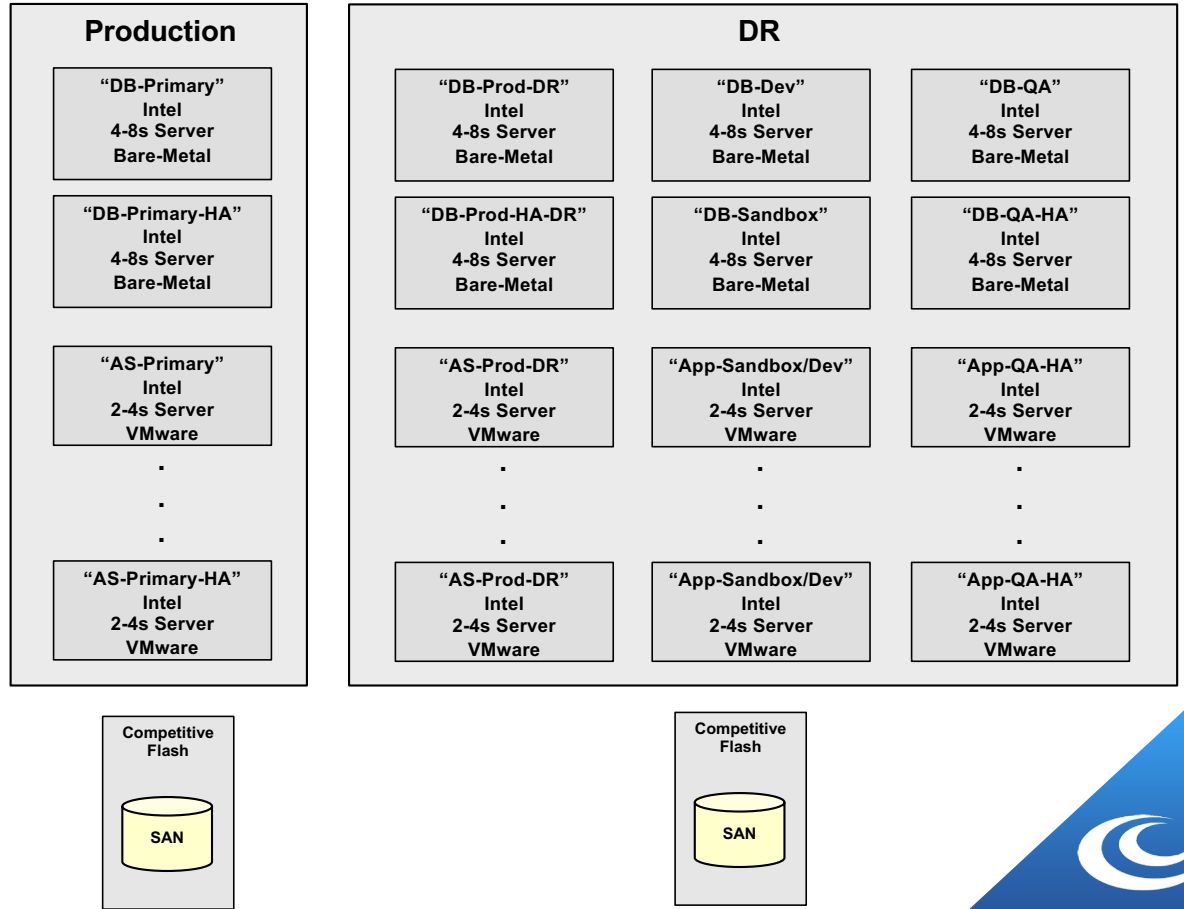 Production
“DB-Primary”
Intel
4-8s Server
Bare-Metal
“DB-Primary-HA”
Intel
4-8s Server
Bare-Metal
“AS-Primary”
Intel
2-4s Server
VMware
.
.
.
“AS-Primary-HA”
Intel
2-4s Server
VMware
Competitive
Flash
SAN
DR
“DB-Prod-DR”
Intel
4-8s Server
Bare-Metal
“DB-Dev”
Intel
4-8s Server
Bare-Metal
“DB-QA”
Intel
4-8s Server
Bare-Metal
“DB-Prod-HA-DR”
Intel
4-8s Server
Bare-Metal
“DB-Sandbox”
Intel
4-8s Server
Bare-Metal
“DB-QA-HA”
Intel
4-8s Server
Bare-Metal
“AS-Prod-DR”
Intel
2-4s Server
VMware
.
.
.
“App-Sandbox/Dev”
Intel
2-4s Server
VMware
.
.
.
“App-QA-HA”
Intel
2-4s Server
VMware
.
.
.
“AS-Prod-DR”
Intel
2-4s Server
VMware
“App-Sandbox/Dev”
Intel
2-4s Server
VMware
“App-QA-HA”
Intel
2-4s Server
VMware
Competitive
Flash
SAN